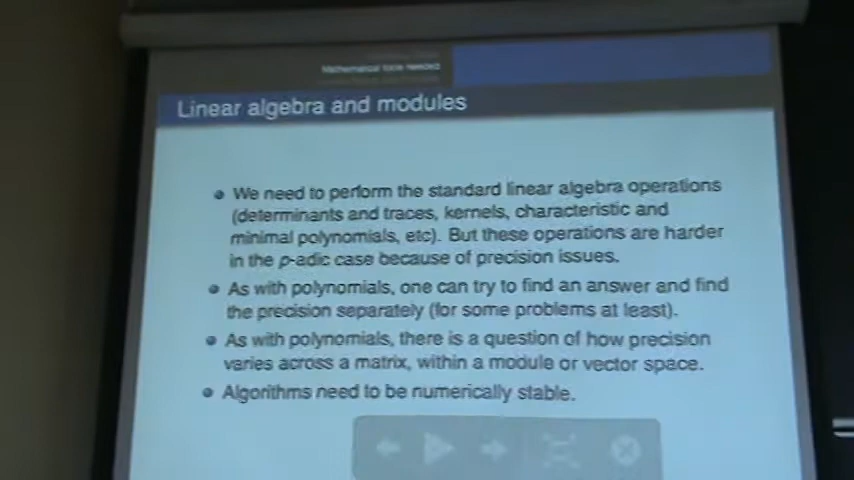 Mathematical tools needed
Linear algebra and modules
We need to perform the standard linear algebra operations
(determinants and traces, kernels, characteristic and
minimal polynomials, etc). But these operations are harder
in the p-adic case because of precision issues.
As with polynomials, one can try to find an answer and find
the precision separately (for some problems at least).
As with polynomials, there is a question of how precision
varies across a matrix, within a module or vector space.
Algorithms need to be numerically stable.